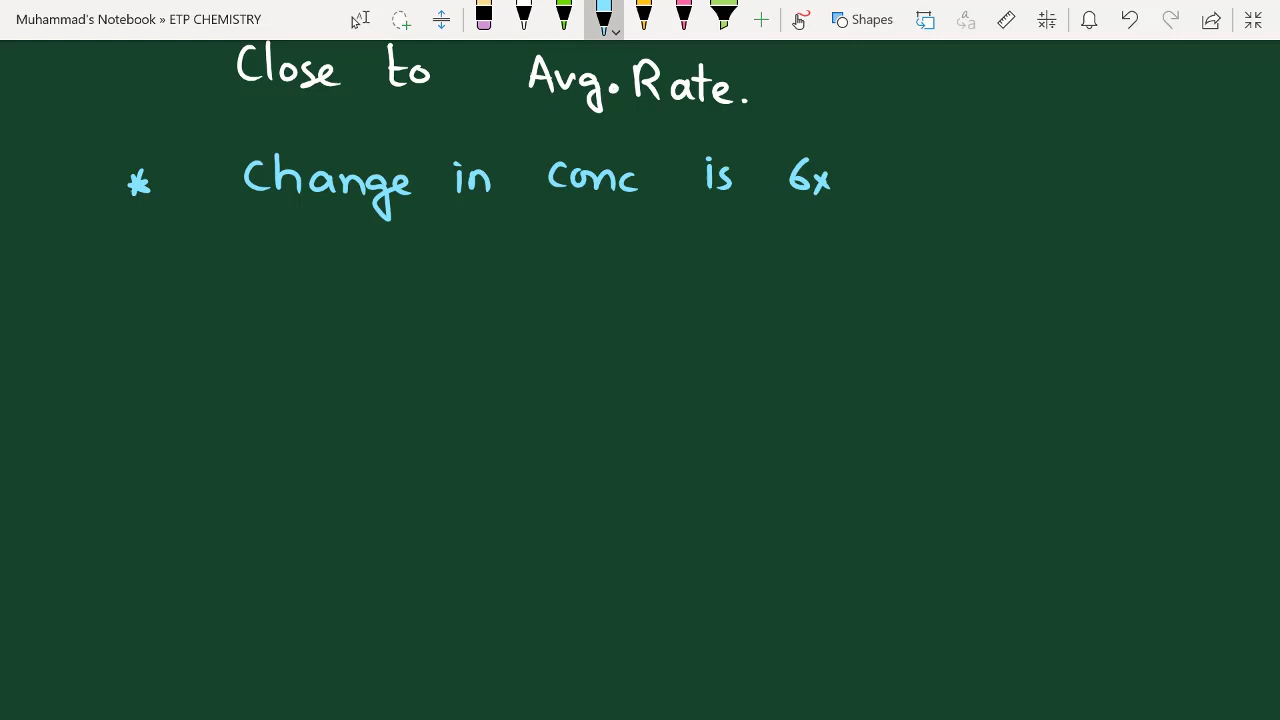 Muhammad's Notebook » ETP CHEMISTRY
Shapes
Close to Avg. Rate.
* Change in conc is 6x